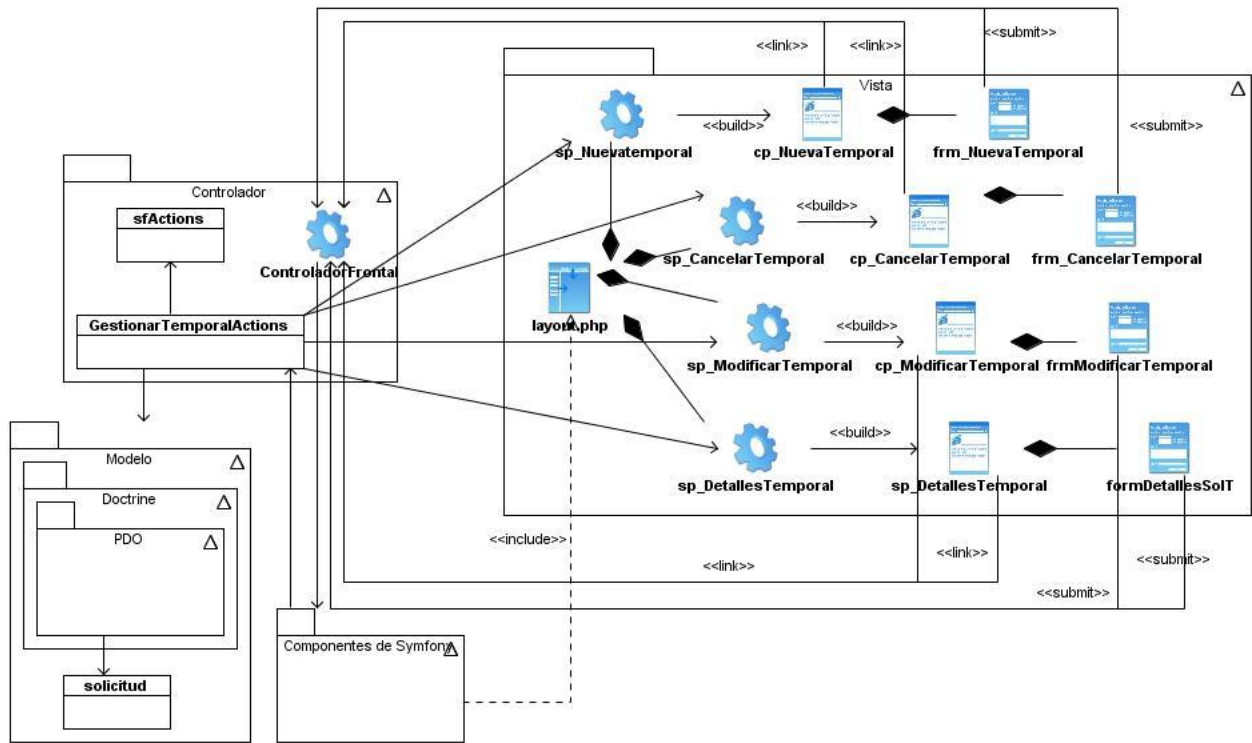 <<link>>
<<link>>
<<submit>>
Vista
<<build>>
<<submit>>
sp_Nuevatemporal
cp_NuevaTemporal
frm_NuevaTemporal
Controlador
sfActions
<<build>>
ControladorFrontal
sp_CancelarTemporal
cp_CancelarTemporal
frm_CancelarTemporal
GestionarTemporalActions
layout.php
<<build>>
sp_ModificarTemporal
cp_ModificarTemporal
frmModificarTemporal
<<build>>
Modelo
sp_DetallesTemporal
sp_DetallesTemporal
formDetallesSolT
Doctrine
PDO
<<include>>
<<link>>
<<link>>
<<submit>>
<<submit>>
Componentes de Symfony
solicitud